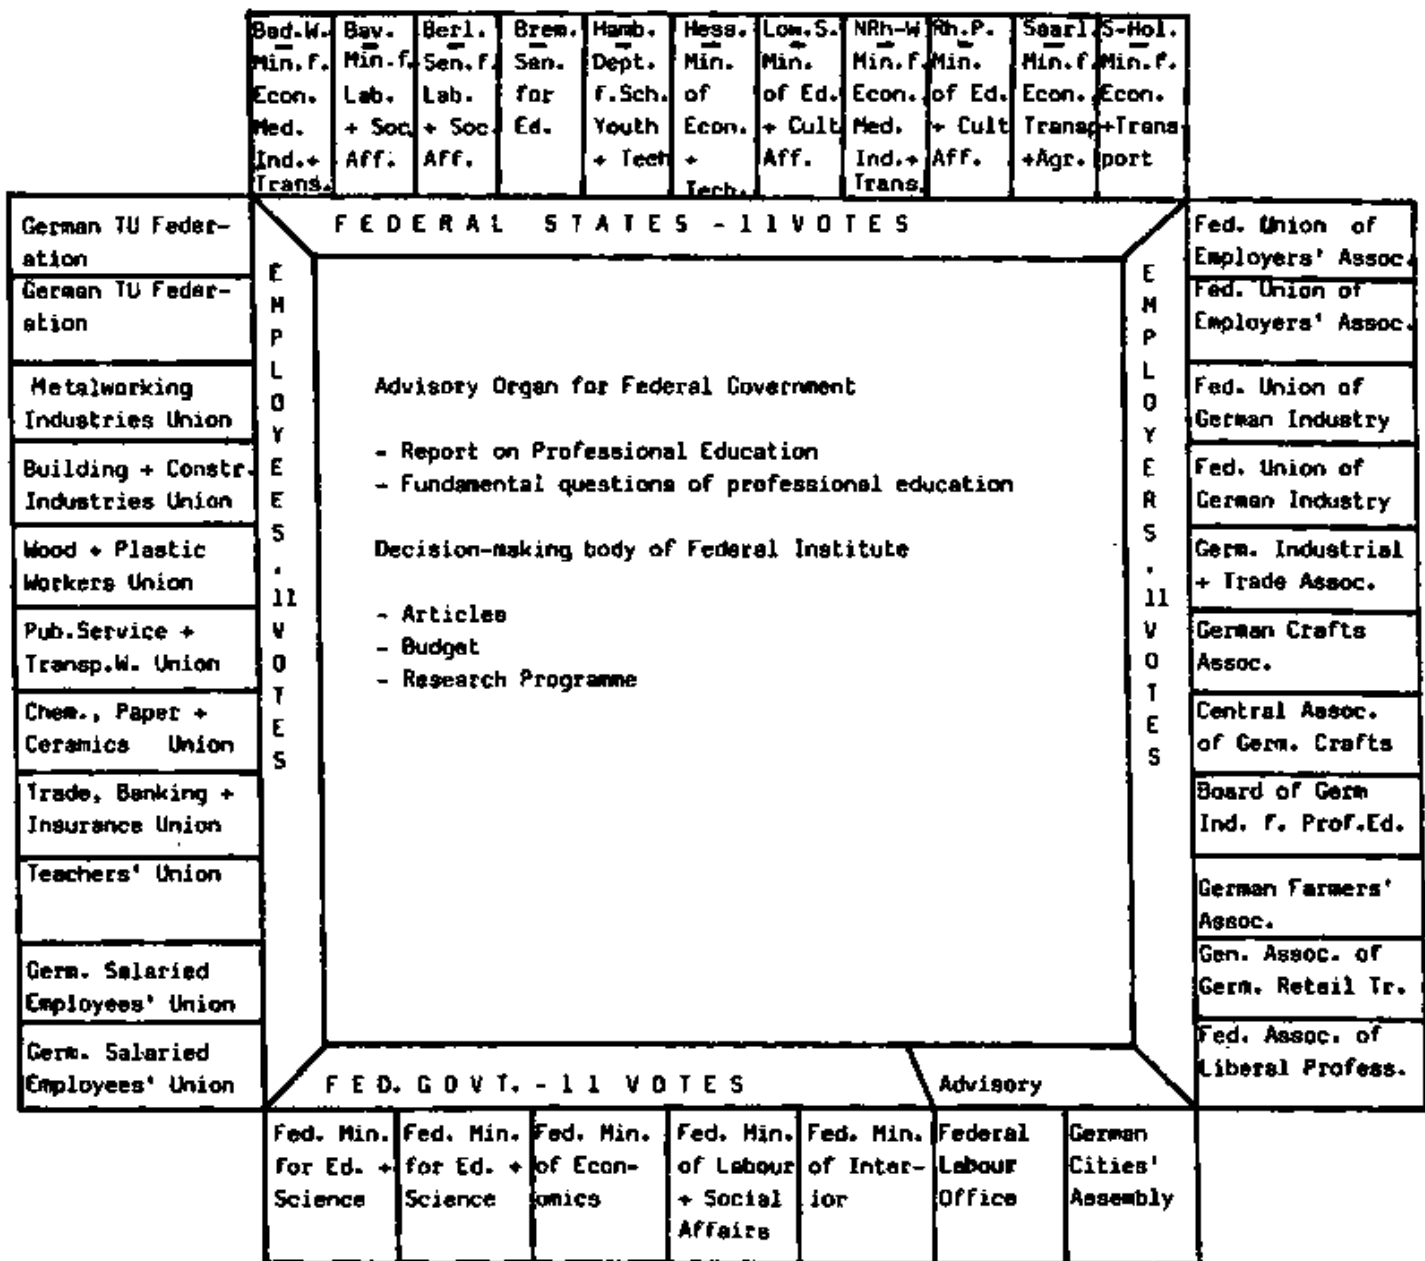 Bad.W.
Min.f.
Econ.
Med.
Ind.+
Trans.
Bav.
Min.f.
Lab.
+ Soc
Aff.
Berl.
Sen.f.
Lab.
+ Soc
Aff.
Brem.
Sen.
for
Ed.
Hamb.
Dept.
f.Sch.
Youth
+ Tech
Hess.
Min.
of
Econ.
+
Tech.
Low.S.
Min.
of Ed.
+ Cult
Aff.
NRh-W
Min.f.
Econ.
Med.
Ind.+
Trans.
Rh.P.
Min.
of Ed.
+ Cult
Aff.
Saarl.
Min.f.
Econ.
Transp
+Agr.
S-Hol.
Min.f.
Econ.
+Trans
port
FEDERAL STATES - 11 VOTES
German TU Feder-
ation
German TU Feder-
ation
Metalworking
Industries Union
Building + Constr.
Industries Union
Wood + Plastic
Workers Union
Pub.Service +
Transp.W. Union
Chem., Paper +
Ceramics Union
Trade, Banking +
Insurance Union
Teachers' Union
Germ. Salaried
Employees' Union
Germ. Salaried
Employees' Union
EMPLOYEES . 11 VOTES
Advisory Organ for Federal Government
- Report on Professional Education
- Fundamental questions of professional education
Decision-making body of Federal Institute
- Articles
- Budget
- Research Programme
EMPLOYERS . 11 VOTES
Fed. Union of
Employers' Assoc.
Fed. Union of
Employers' Assoc.
Fed. Union of
German Industry
Fed. Union of
German Industry
Germ. Industrial
+ Trade Assoc.
German Crafts
Assoc.
Central Assoc.
of Germ. Crafts
Board of Germ
Ind. f. Prof.Ed.
German Farmers'
Assoc.
Gen. Assoc. of
Germ. Retail Tr.
Fed. Assoc. of
Liberal Profess.
FED. GOVT. - 11 VOTES
Advisory
Fed. Min.
for Ed. +
Science
Fed. Min.
for Ed. +
Science
Fed. Min.
of Econ-
omics
Fed. Min.
of Labour
+ Social
Affairs
Fed. Min.
of Inter-
ior
Federal
Labour
Office
German
Cities'
Assembly